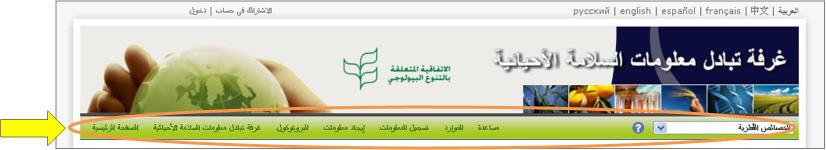 العربية | 中文 | français | español | english | русский
الاشتراك في حساب | دخول
غرفة تبادل معلومات السلامة الأحيائية
الاتفاقية المتعلقة
بالتنوع البيولوجي
الصفحة الرئيسية غرفة تبادل معلومات السلامة الأحيائية البروتوكول إيجاد معلومات تسجيل المعلومات الموارد مساعدة
الخصائص القطرية